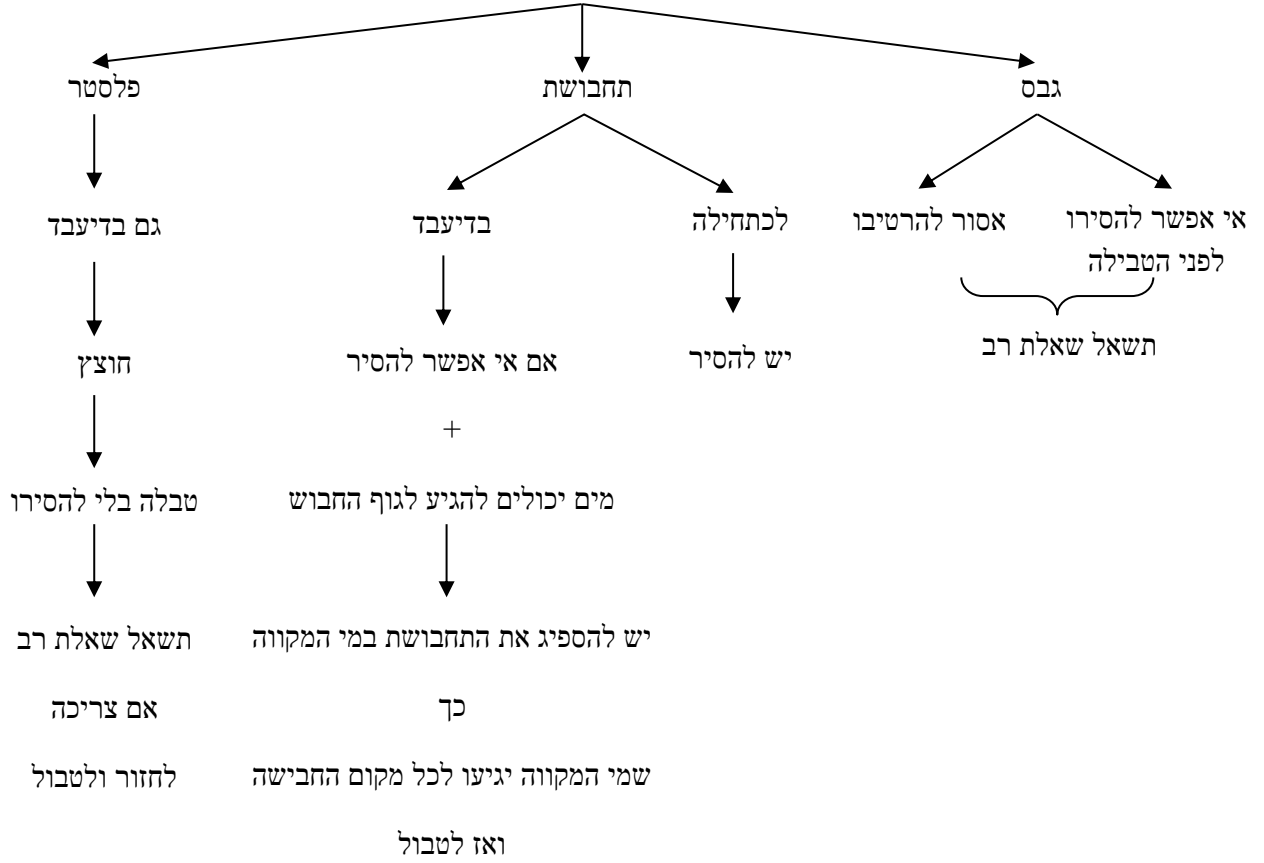 גבס
תחבושת
פלסטר
אי אפשר להסירו
לפני הטבילה
אסור להרטיבו
תשאל שאלת רב
לכתחילה
יש להסיר
בדיעבד
אם אי אפשר להסיר
+
מים יכולים להגיע לגוף החבוש
יש להספיג את התחבושת במי המקווה
כך
שמי המקווה יגיעו לכל מקום החבישה
ואז לטבול
גם בדיעבד
חוצץ
טבלה בלי להסירו
תשאל שאלת רב
אם צריכה
לחזור ולטבול